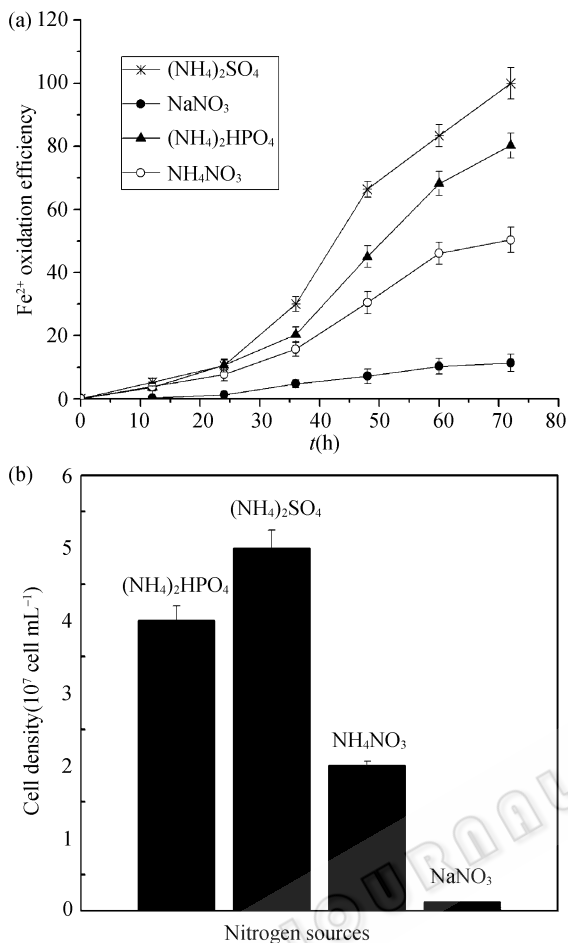 (a)
120
100
80
60
40
20
0
Fe²⁺ oxidation efficiency
(NH₄)₂SO₄
NaNO₃
(NH₄)₂HPO₄
NH₄NO₃
0 10 20 30 40 50 60 70 80
t(h)
(b)
6
5
4
3
2
1
0
Cell density(10⁷ cell mL⁻¹)
(NH₄)₂HPO₄
(NH₄)₂SO₄
NH₄NO₃
NaNO₃
Nitrogen sources